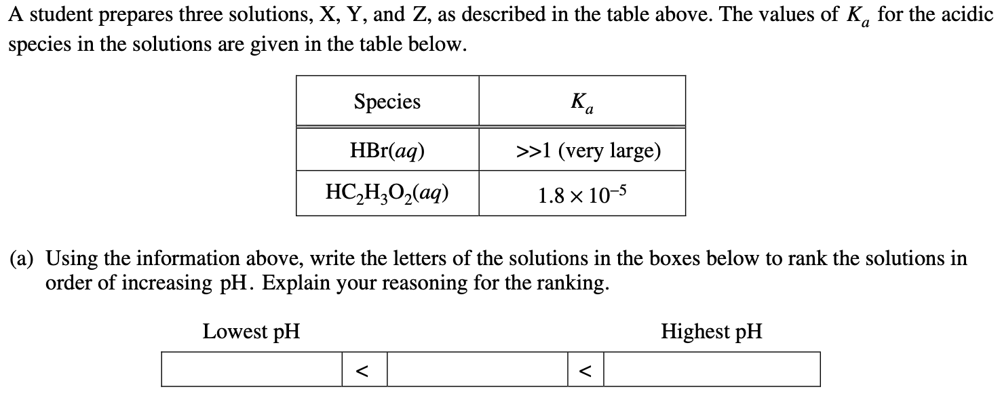 A student prepares three solutions, X, Y, and Z, as described in the table above. The values of Kₐ for the acidic
species in the solutions are given in the table below.
Species Kₐ
HBr(aq) >>1 (very large)
HC₂H₃O₂(aq) 1.8 × 10⁻⁵
(a) Using the information above, write the letters of the solutions in the boxes below to rank the solutions in
order of increasing pH. Explain your reasoning for the ranking.
Lowest pH Highest pH
< <